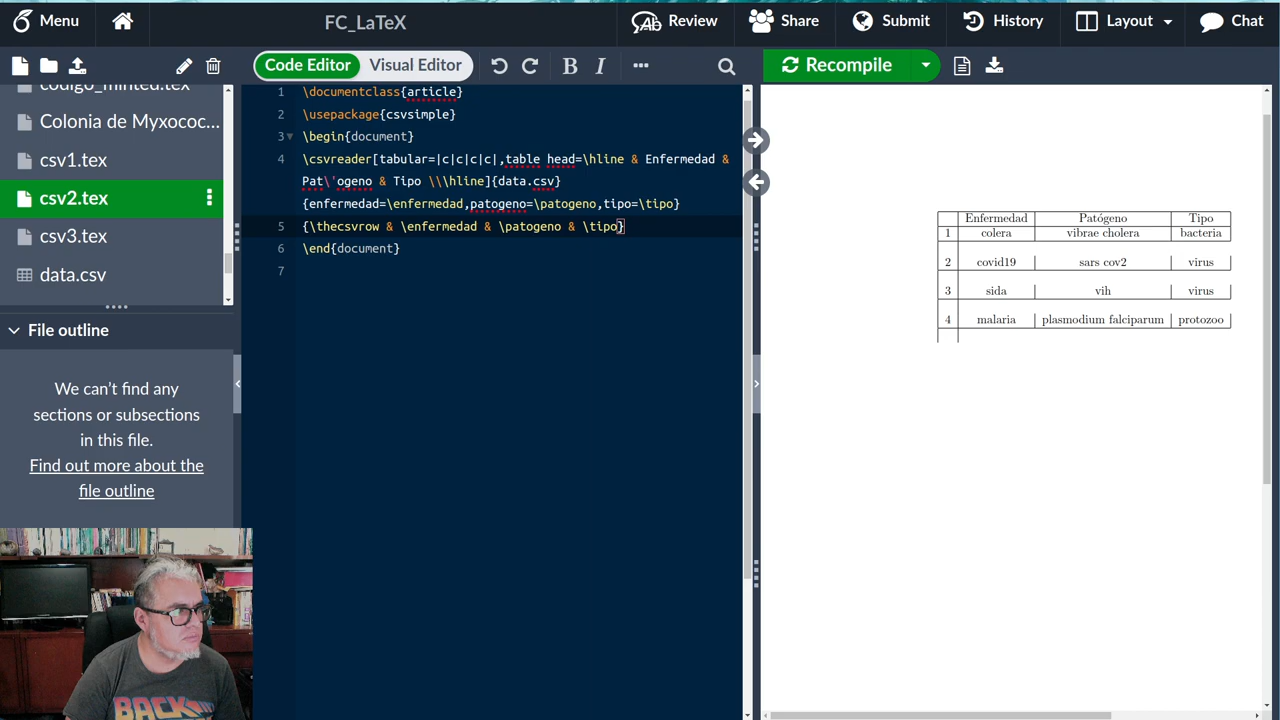 Menu
FC_LaTeX
Review
Share
Submit
History
Layout
Chat
Code Editor
Visual Editor
B
I
Recompile
codigo_minted.tex
Colonia de Myxococ...
csv1.tex
csv2.tex
csv3.tex
data.csv
File outline
We can't find any
sections or subsections
in this file.
Find out more about the
file outline
1 \documentclass{article}
2 \usepackage{csvsimple}
3 \begin{document}
4 \csvreader[tabular=|c|c|c|c|,table head=\hline & Enfermedad &
Pat\'ogeno & Tipo \\\hline]{data.csv}
{enfermedad=\enfermedad,patogeno=\patogeno,tipo=\tipo}
5 {\thecsvrow & \enfermedad & \patogeno & \tipo}
6 \end{document}
7
Enfermedad Patógeno Tipo
1 colera vibrae cholera bacteria
2 covid19 sars cov2 virus
3 sida vih virus
4 malaria plasmodium falciparum protozoo
BACK